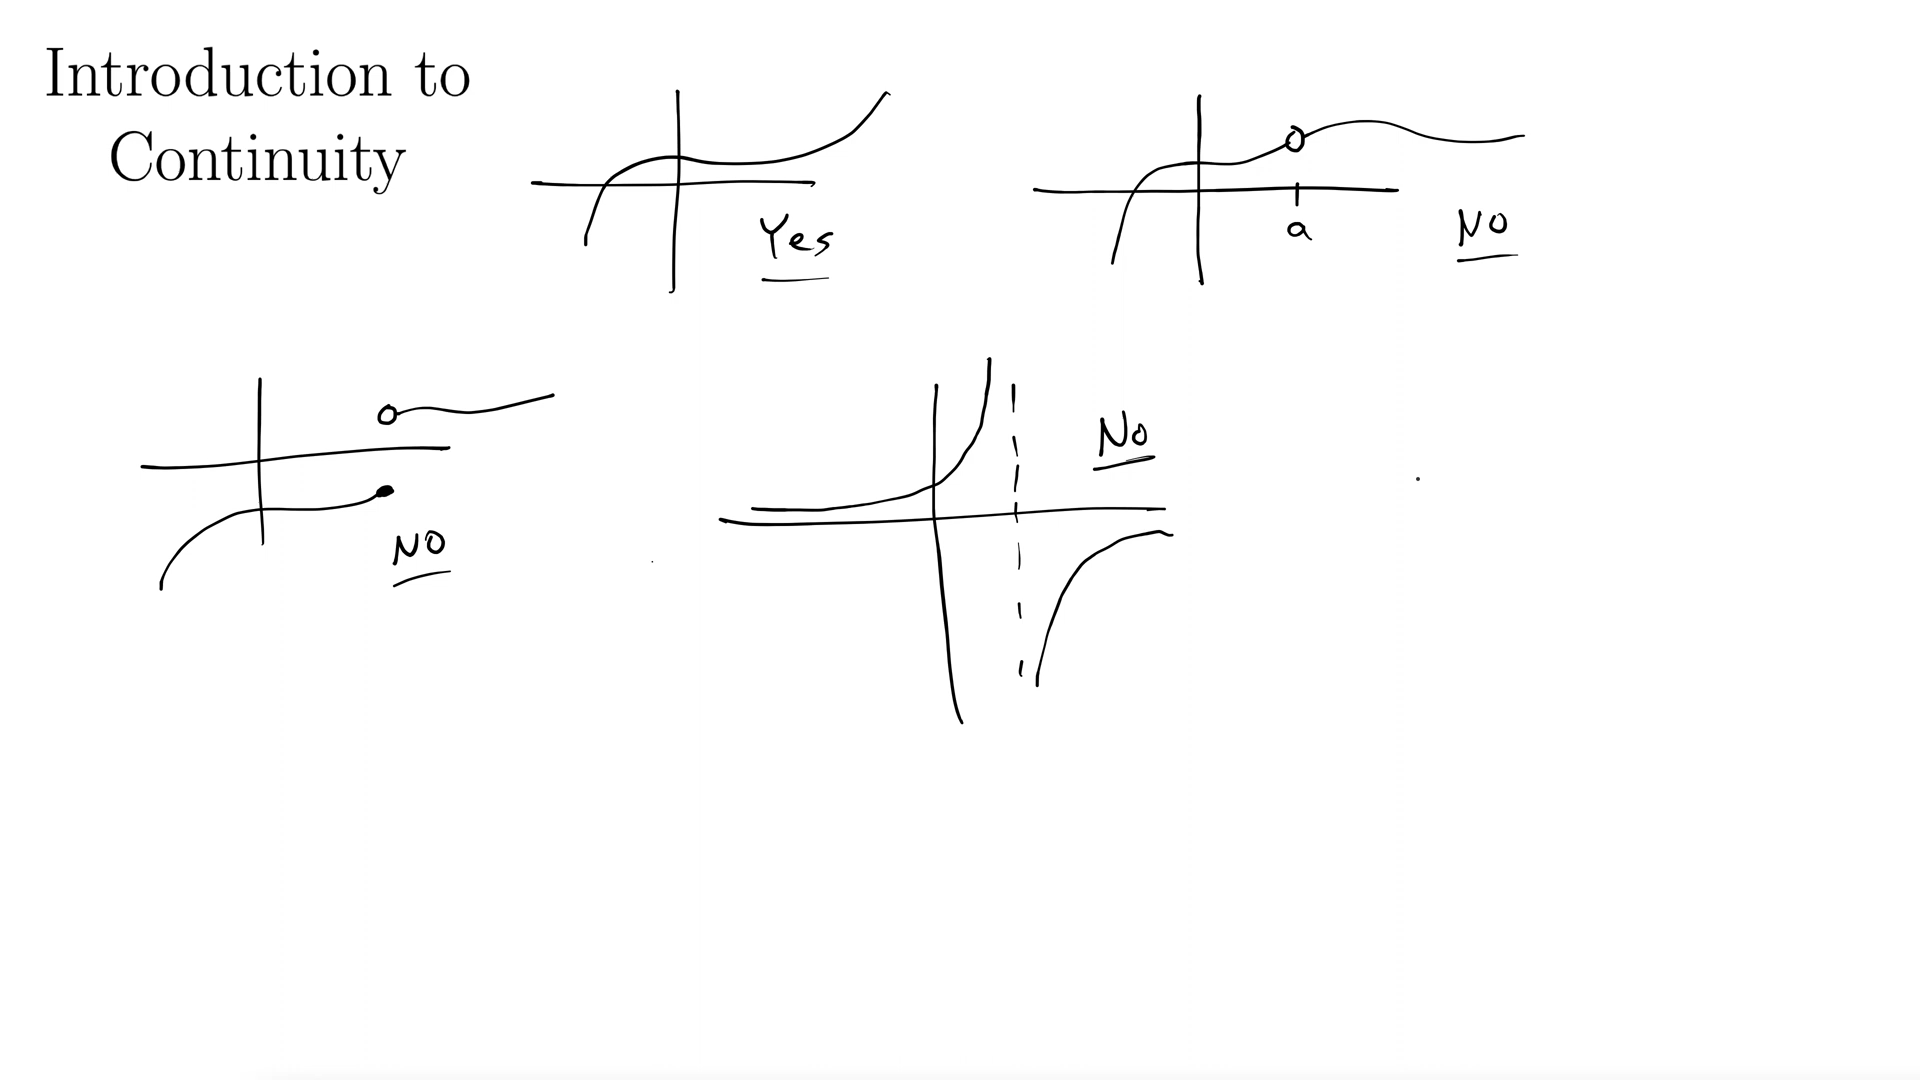 Introduction to
Continuity
Yes
a
NO
NO
No